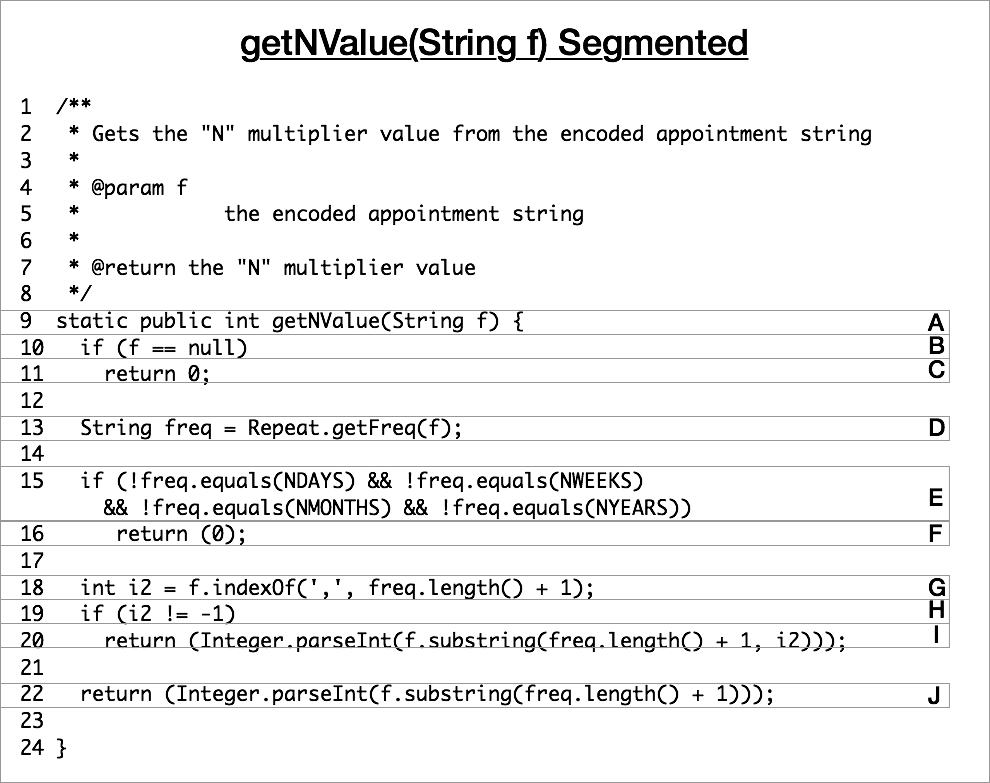 getNValue(String f) Segmented
1 /**
2 * Gets the "N" multiplier value from the encoded appointment string
3 *
4 * @param f
5 * the encoded appointment string
6 *
7 * @return the "N" multiplier value
8 */
9 static public int getNValue(String f) { A
10 if (f == null) B
11 return 0; C
12
13 String freq = Repeat.getFreq(f); D
14
15 if (!freq.equals(NDAYS) && !freq.equals(NWEEKS)
&& !freq.equals(NMONTHS) && !freq.equals(NYEARS)) E
16 return (0); F
17
18 int i2 = f.indexOf(',', freq.length() + 1); G
19 if (i2 != -1) H
20 return (Integer.parseInt(f.substring(freq.length() + 1, i2))); I
21
22 return (Integer.parseInt(f.substring(freq.length() + 1))); J
23
24 }